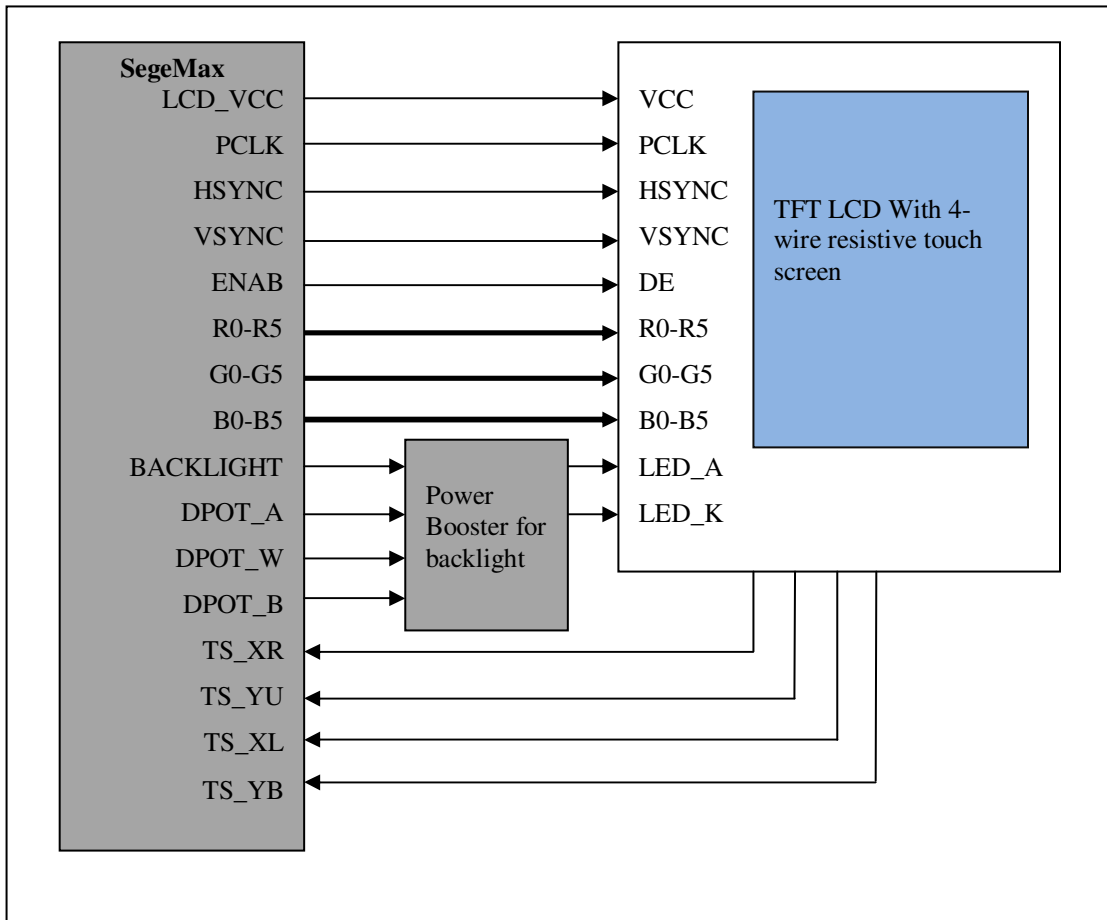 SegeMax
LCD_VCC
PCLK
HSYNC
VSYNC
ENAB
R0-R5
G0-G5
B0-B5
BACKLIGHT
DPOT_A
DPOT_W
DPOT_B
TS_XR
TS_YU
TS_XL
TS_YB
Power
Booster for
backlight
VCC
PCLK
HSYNC
VSYNC
DE
R0-R5
G0-G5
B0-B5
LED_A
LED_K
TFT LCD With 4-
wire resistive touch
screen